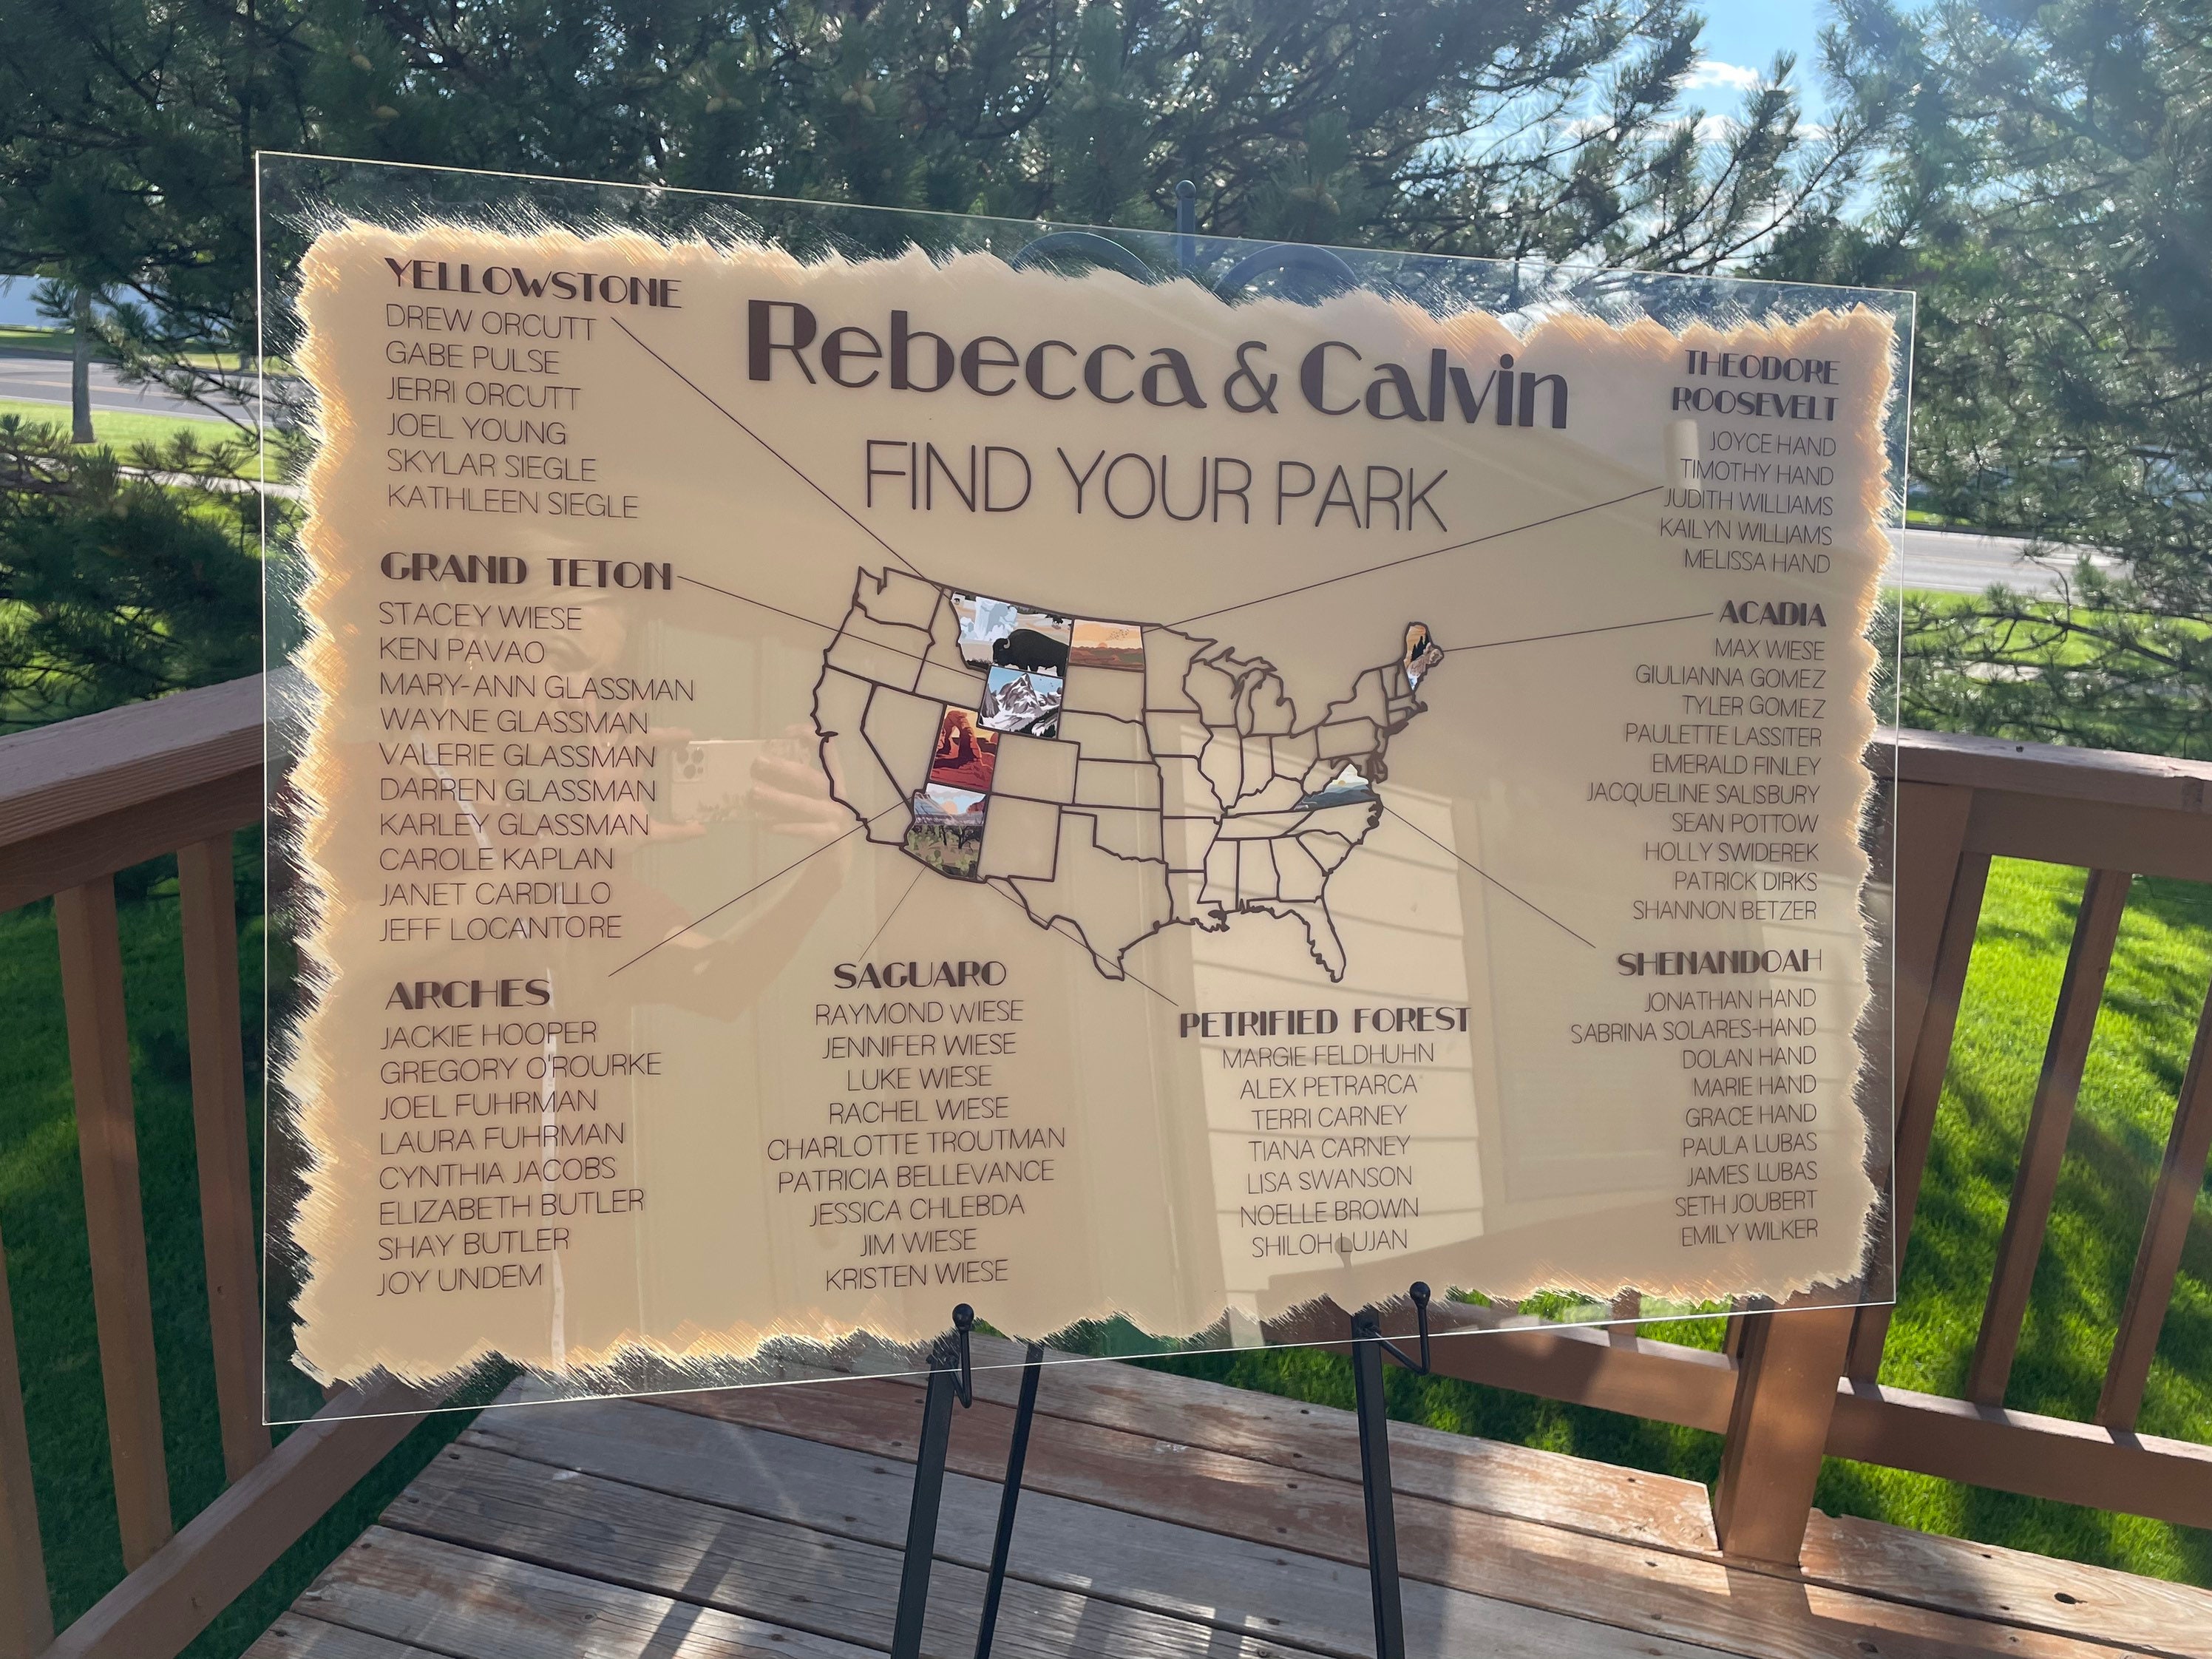 Rebecca & Calvin
FIND YOUR PARK
YELLOWSTONE
DREW ORCUTT
GABE PULSE
JERRI ORCUTT
JOEL YOUNG
SKYLAR SIEGLE
KATHLEEN SIEGLE
GRAND TETON
STACEY WIESE
KEN PAVAO
MARY-ANN GLASSMAN
WAYNE GLASSMAN
VALERIE GLASSMAN
DARREN GLASSMAN
KARLEY GLASSMAN
CAROLE KAPLAN
JANET CARDILLO
JEFF LOCANTORE
ARCHES
JACKIE HOOPER
GREGORY O'ROURKE
JOEL FUHRMAN
LAURA FUHRMAN
CYNTHIA JACOBS
ELIZABETH BUTLER
SHAY BUTLER
JOY UNDEM
SAGUARO
RAYMOND WIESE
JENNIFER WIESE
LUKE WIESE
RACHEL WIESE
CHARLOTTE TROUTMAN
PATRICIA BELLEVANCE
JESSICA CHLEBDA
JIM WIESE
KRISTEN WIESE
PETRIFIED FOREST
MARGIE FELDHUHN
ALEX PETRARCA
TERRI CARNEY
TIANA CARNEY
LISA SWANSON
NOELLE BROWN
SHILOH LUJAN
THEODORE
ROOSEVELT
JOYCE HAND
TIMOTHY HAND
JUDITH WILLIAMS
KAILYN WILLIAMS
MELISSA HAND
ACADIA
MAX WIESE
GIULIANNA GOMEZ
TYLER GOMEZ
PAULETTE LASSITER
EMERALD FINLEY
JACQUELINE SALISBURY
SEAN POTTOW
HOLLY SWIDEREK
PATRICK DIRKS
SHANNON BETZER
SHENANDOAH
JONATHAN HAND
SABRINA SOLARES-HAND
DOLAN HAND
MARIE HAND
GRACE HAND
PAULA LUBAS
JAMES LUBAS
SETH JOUBERT
EMILY WILKER